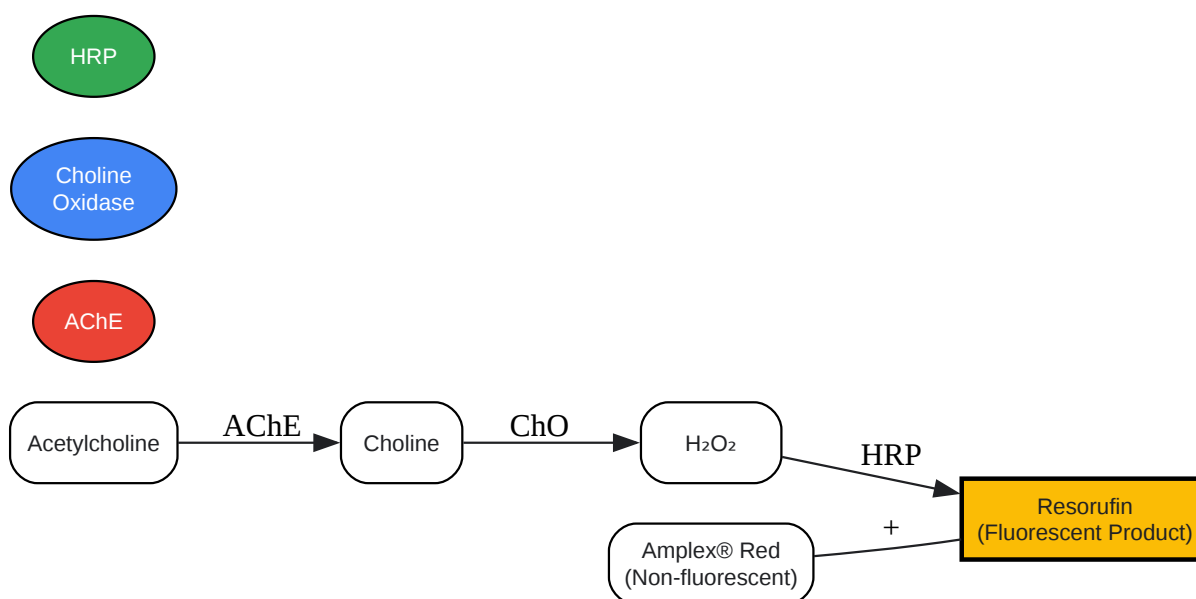 HRP
Choline
Oxidase
AChE
Acetylcholine
AChE
Choline
ChO
H₂O₂
HRP
Resorufin
(Fluorescent Product)
+
Amplex® Red
(Non-fluorescent)